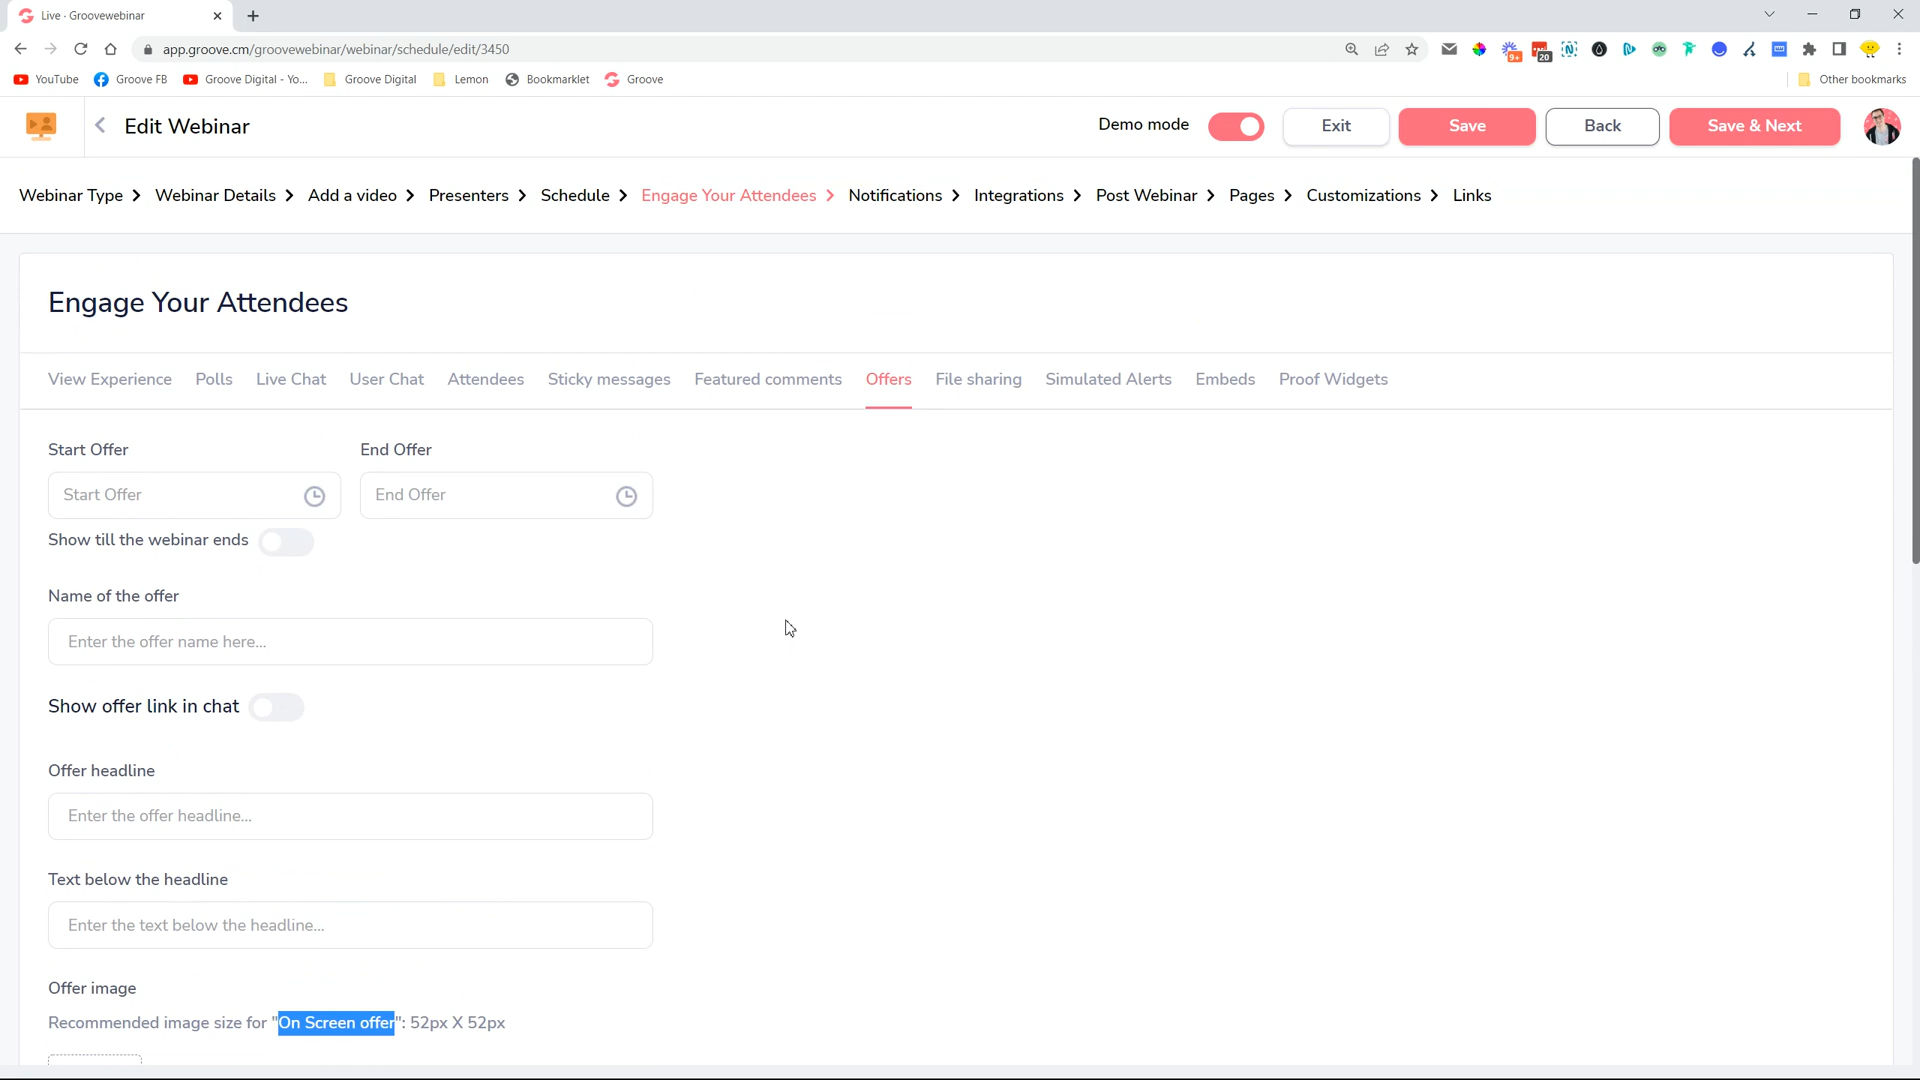 Live - Groovewebinar
app.groove.cm/groovewebinar/webinar/schedule/edit/3450
9+
20
YouTube
Groove FB
Groove Digital - Yo...
Groove Digital
Lemon
Bookmarklet
Groove
Other bookmarks
Edit Webinar
Demo mode
Exit
Save
Back
Save & Next
Webinar Type
Webinar Details
Add a video
Presenters
Schedule
Engage Your Attendees
Notifications
Integrations
Post Webinar
Pages
Customizations
Links
Engage Your Attendees
View Experience
Polls
Live Chat
User Chat
Attendees
Sticky messages
Featured comments
Offers
File sharing
Simulated Alerts
Embeds
Proof Widgets
Start Offer
End Offer
Start Offer
End Offer
Show till the webinar ends
Name of the offer
Enter the offer name here...
Show offer link in chat
Offer headline
Enter the offer headline...
Text below the headline
Enter the text below the headline...
Offer image
Recommended image size for "On Screen offer": 52px X 52px